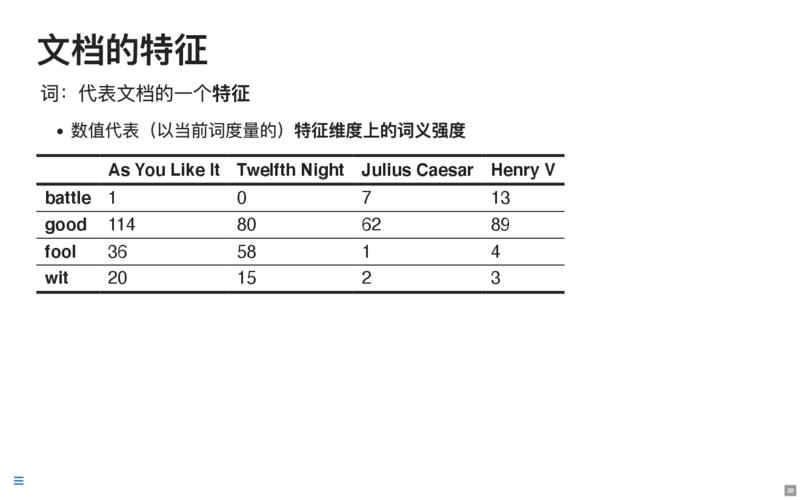 文档的特征
词：代表文档的一个特征
• 数值代表（以当前词度量的）特征维度上的词义强度
As You Like It Twelfth Night Julius Caesar Henry V
battle 1 0 7 13
good 114 80 62 89
fool 36 58 1 4
wit 20 15 2 3